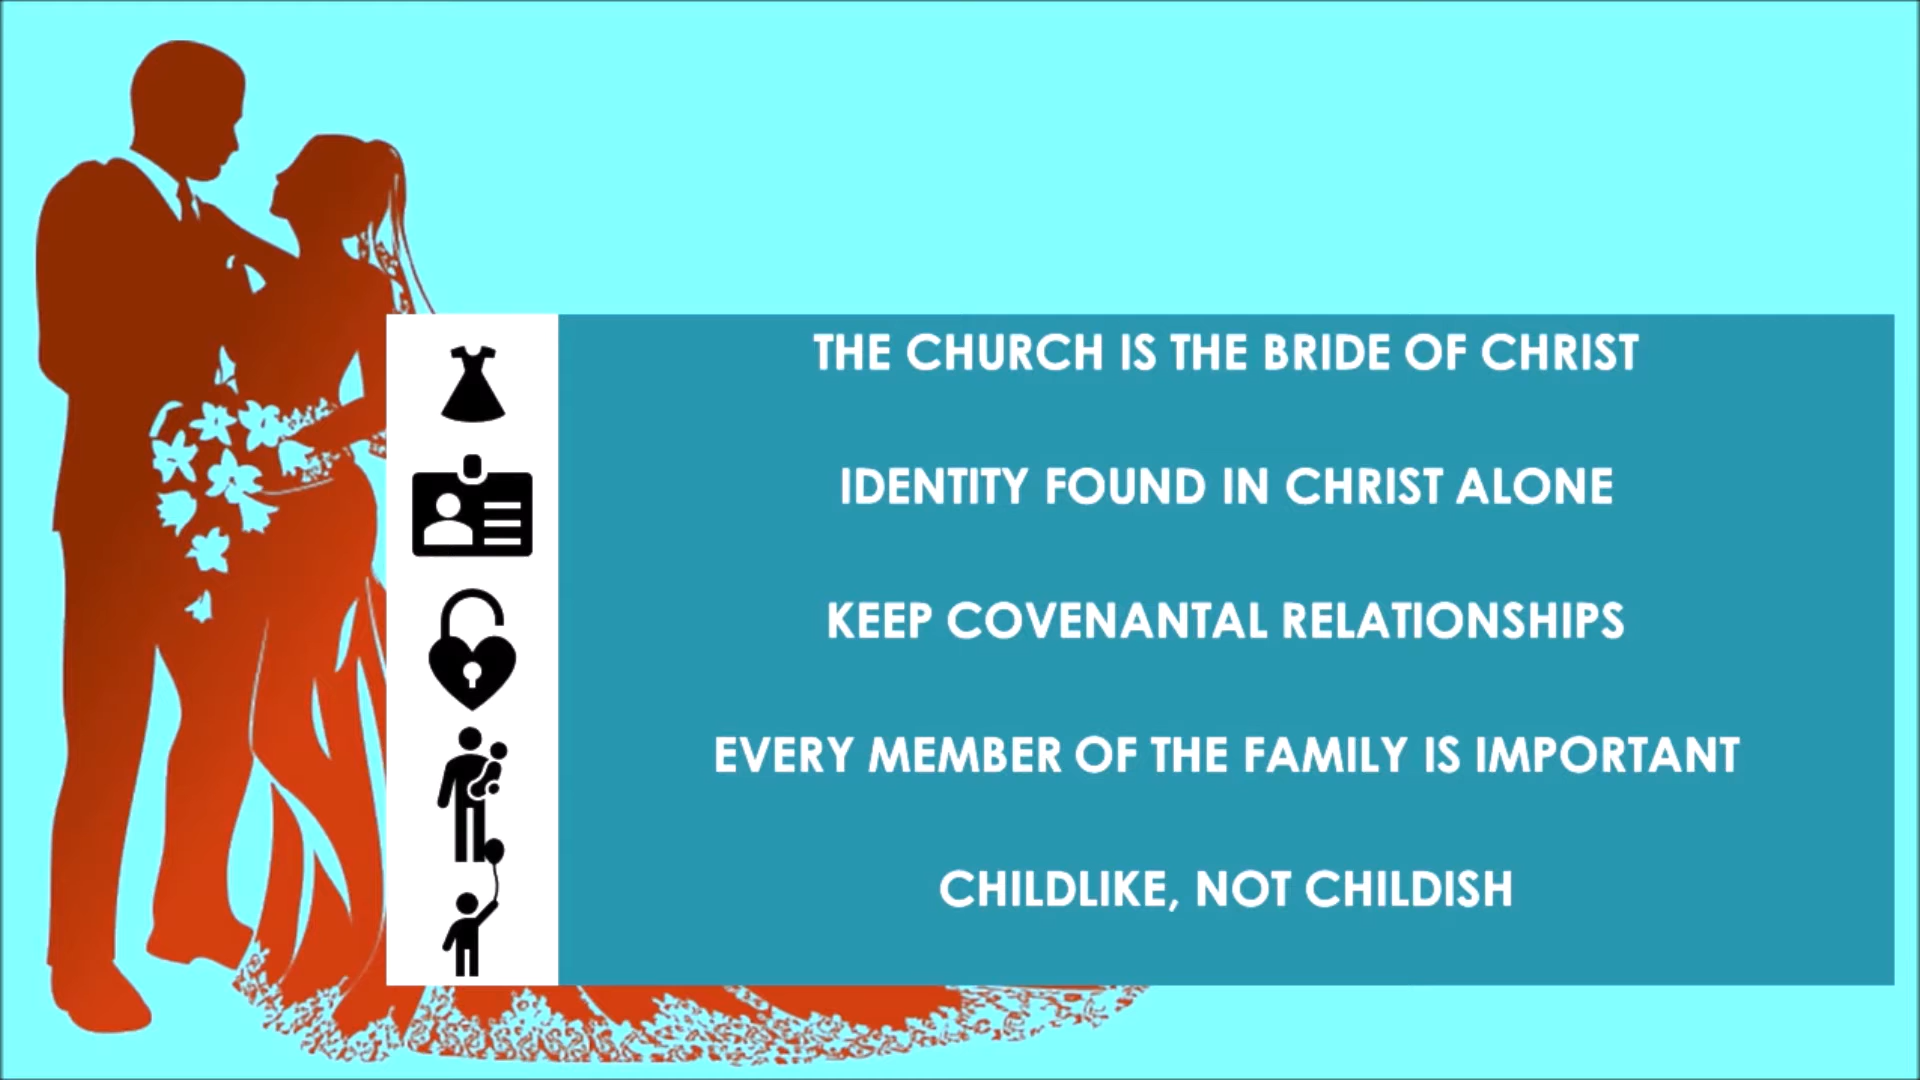 THE CHURCH IS THE BRIDE OF CHRIST
IDENTITY FOUND IN CHRIST ALONE
KEEP COVENANTAL RELATIONSHIPS
EVERY MEMBER OF THE FAMILY IS IMPORTANT
CHILDLIKE, NOT CHILDISH